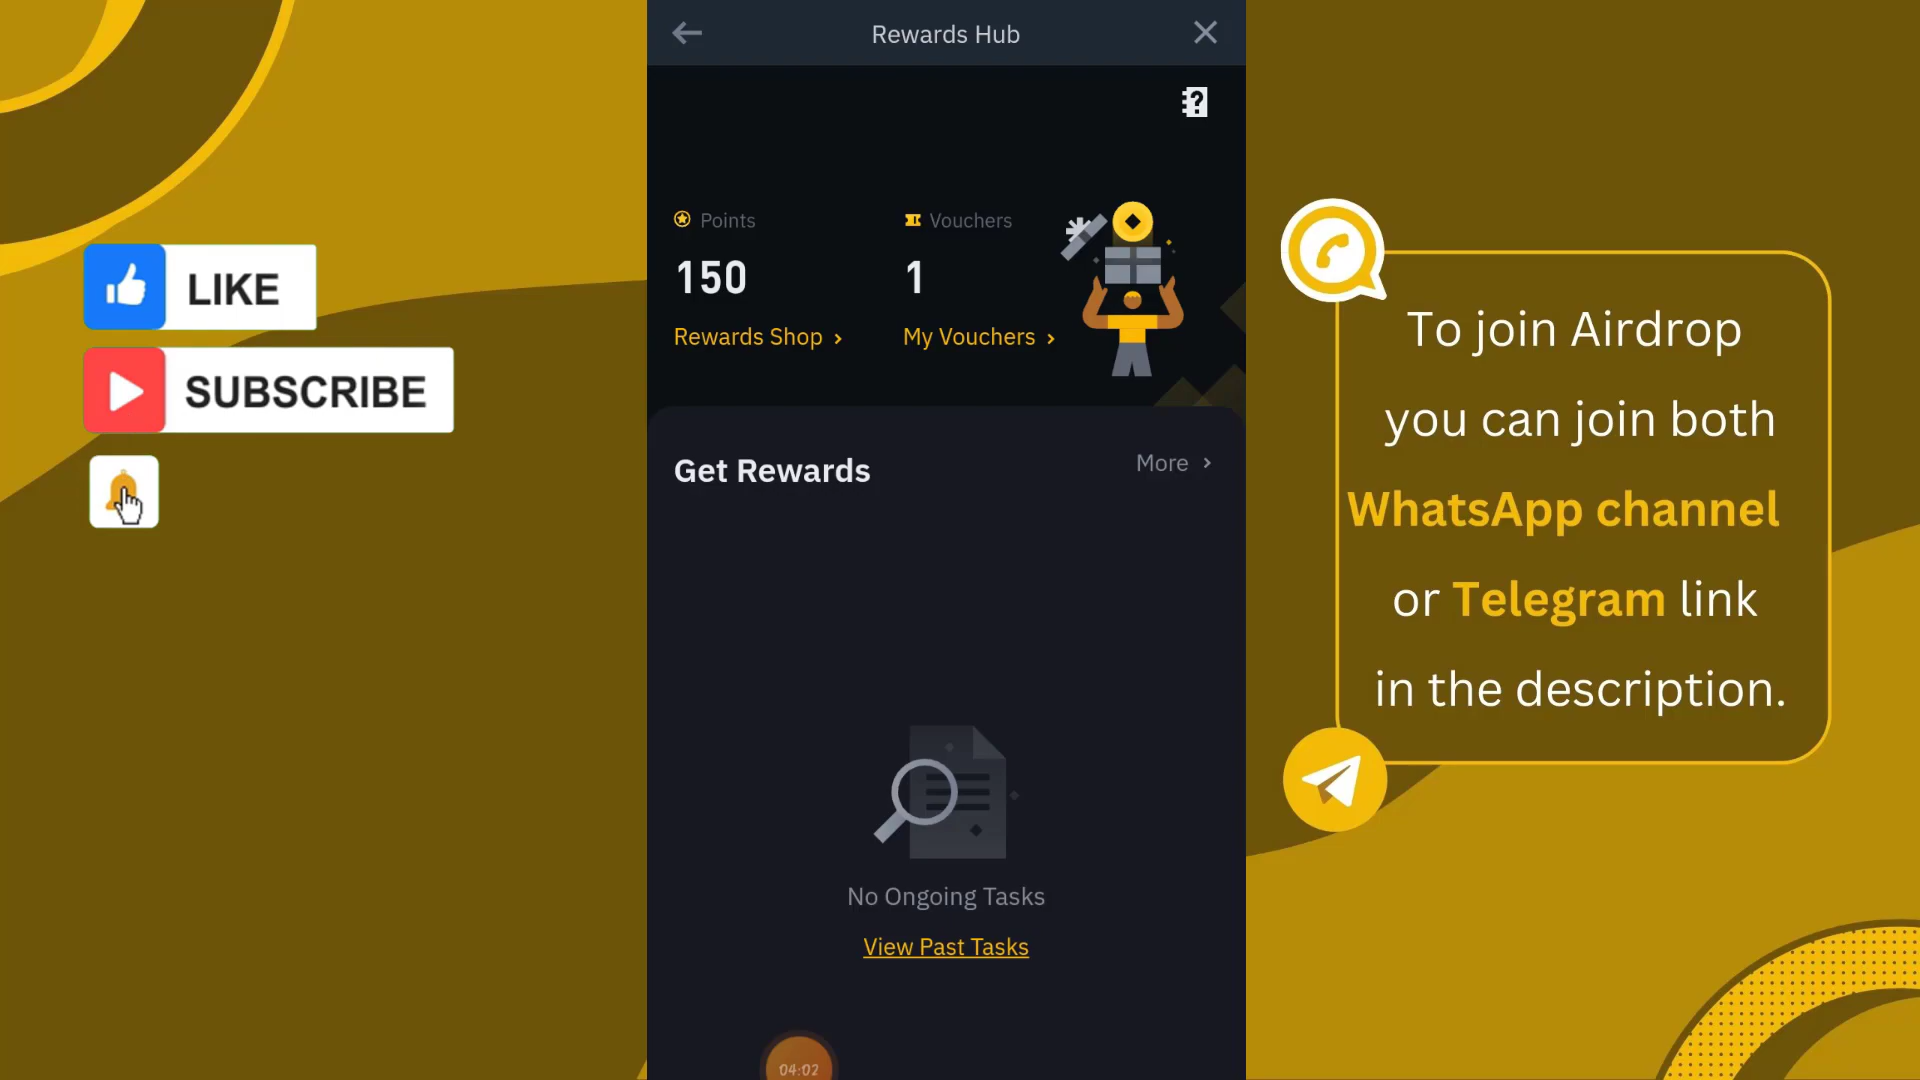 LIKE
SUBSCRIBE
Rewards Hub
Points
Vouchers
150
1
Rewards Shop
My Vouchers
Get Rewards
More
No Ongoing Tasks
View Past Tasks
04:02
To join Airdrop
you can join both
WhatsApp channel
or Telegram link
in the description.